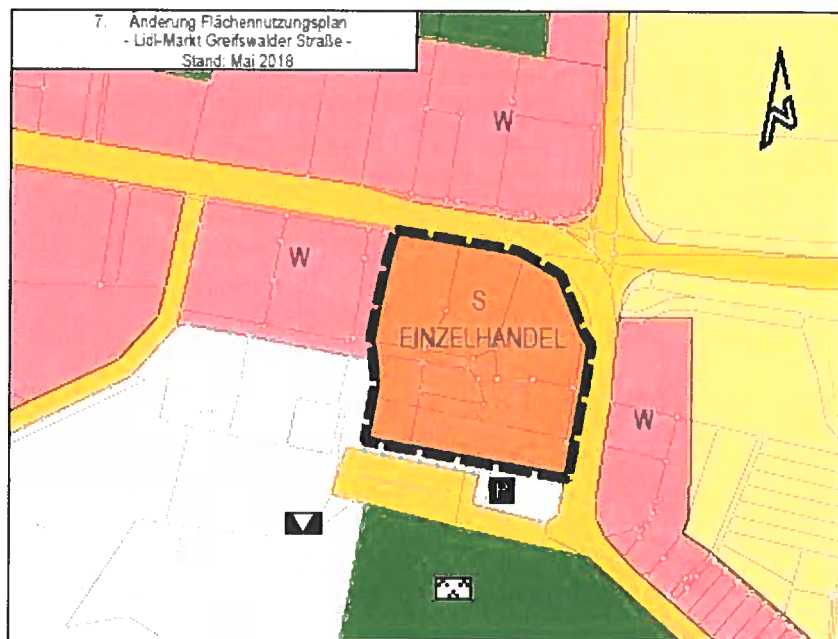 7. Änderung Flächennutzungsplan
- Lidl-Markt Greifswalder Straße -
Stand: Mai 2018
W
W
S
EINZELHANDEL
W
P